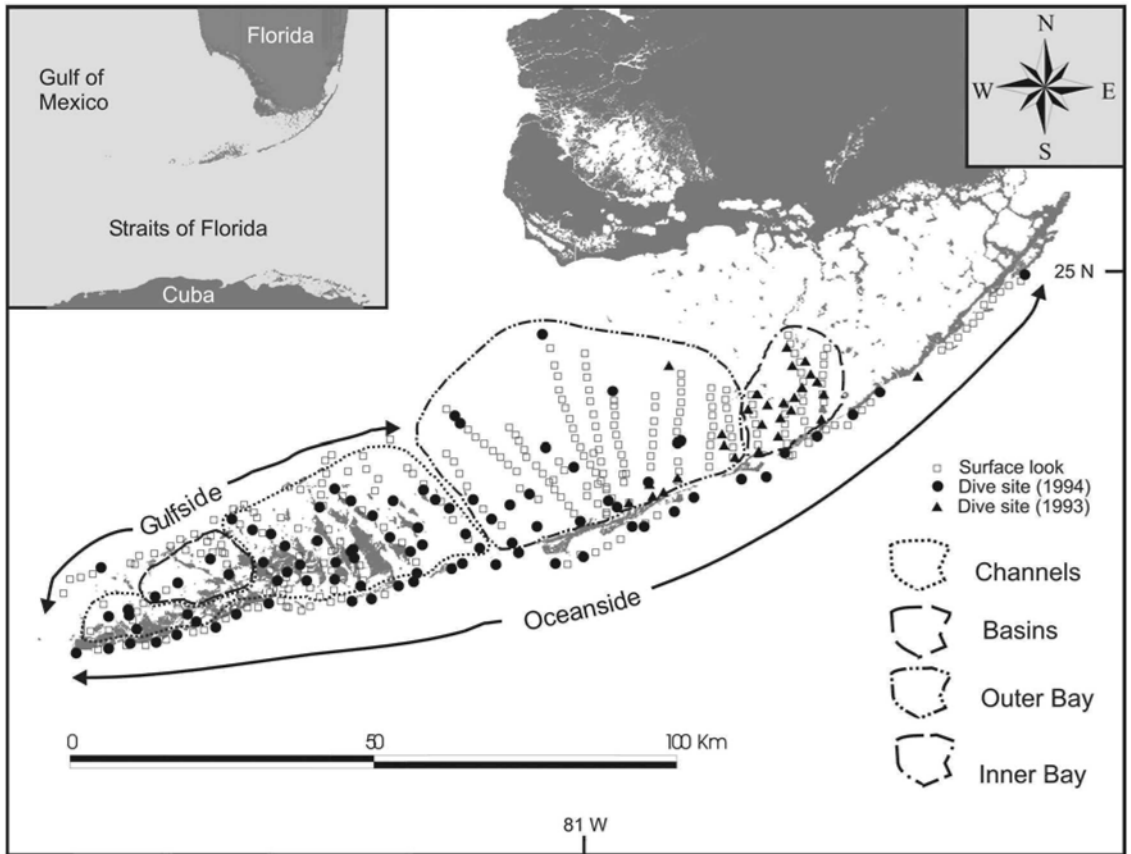 Florida
Gulf of
Mexico
Straits of Florida
Cuba
N
W
E
S
25 N
Gulfside
Oceanside
Surface look
Dive site (1994)
Dive site (1993)
Channels
Basins
Outer Bay
Inner Bay
0
50
100 Km
81 W